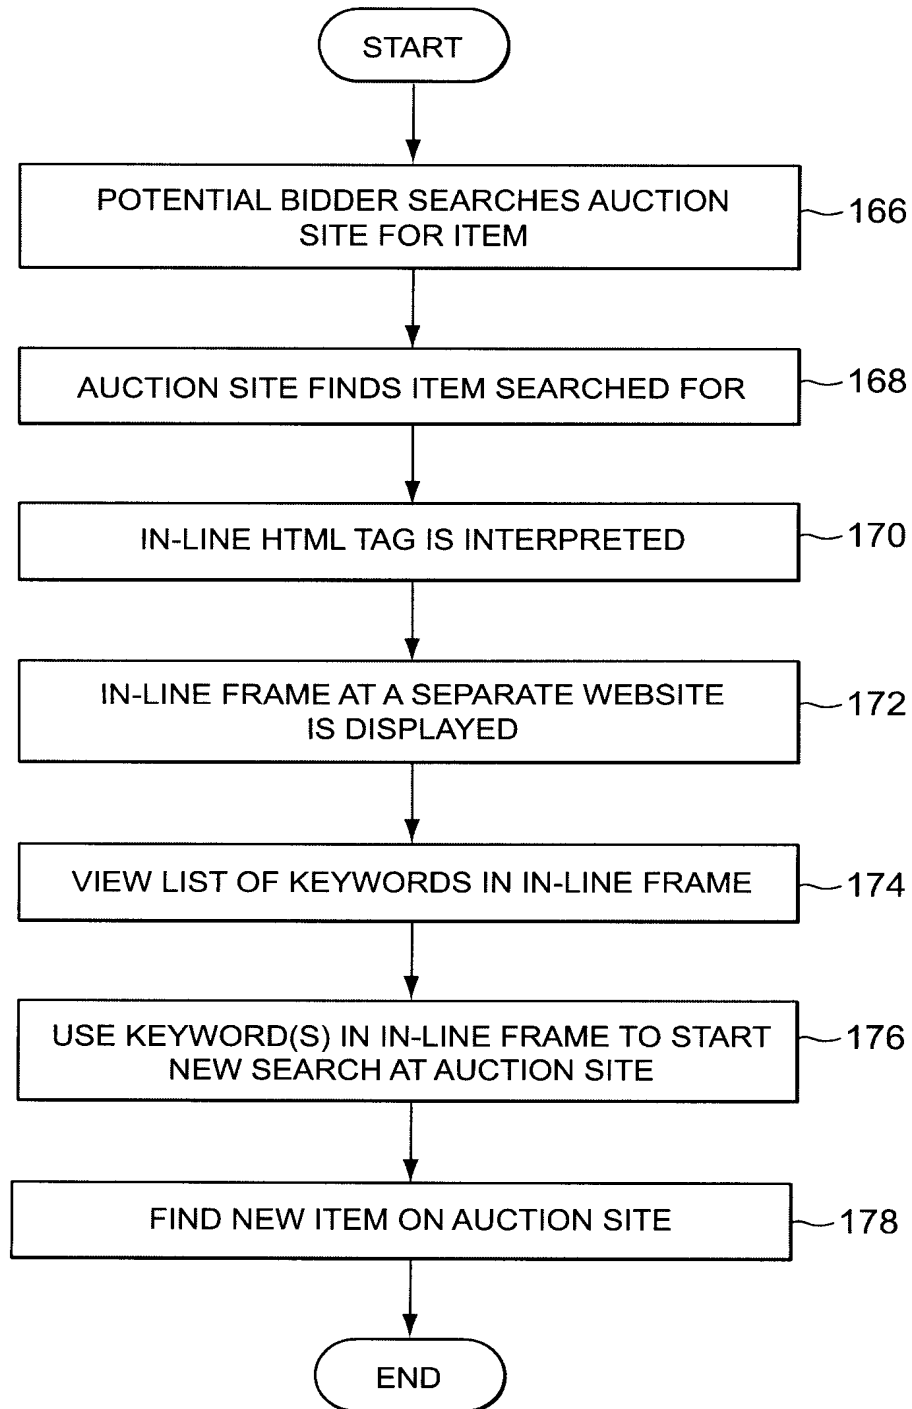 START
POTENTIAL BIDDER SEARCHES AUCTION
SITE FOR ITEM
166
AUCTION SITE FINDS ITEM SEARCHED FOR
168
IN-LINE HTML TAG IS INTERPRETED
170
IN-LINE FRAME AT A SEPARATE WEBSITE
IS DISPLAYED
172
VIEW LIST OF KEYWORDS IN IN-LINE FRAME
174
USE KEYWORD(S) IN IN-LINE FRAME TO START
NEW SEARCH AT AUCTION SITE
176
FIND NEW ITEM ON AUCTION SITE
178
END